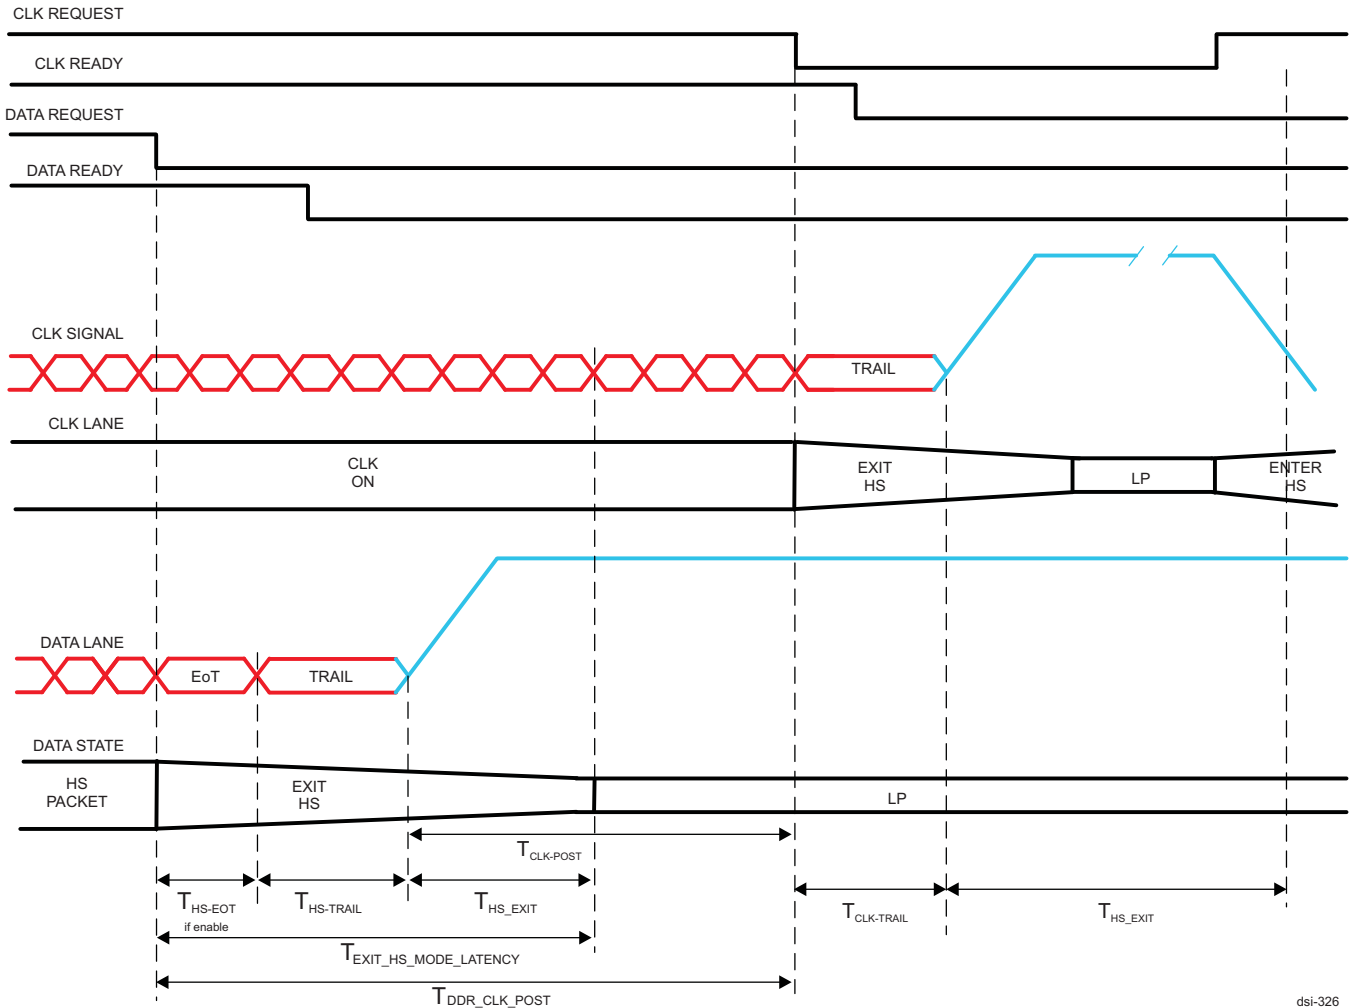 CLK REQUEST
CLK READY
DATA REQUEST
DATA READY
CLK SIGNAL
TRAIL
CLK LANE
CLK
ON
EXIT
HS
LP
ENTER
HS
DATA LANE
EoT
TRAIL
DATA STATE
HS
PACKET
EXIT
HS
LP
TCLK-POST
THS-EOT
if enable
THS-TRAIL
THS_EXIT
TCLK-TRAIL
THS_EXIT
TEXIT_HS_MODE_LATENCY
TDDR_CLK_POST
dsi-326